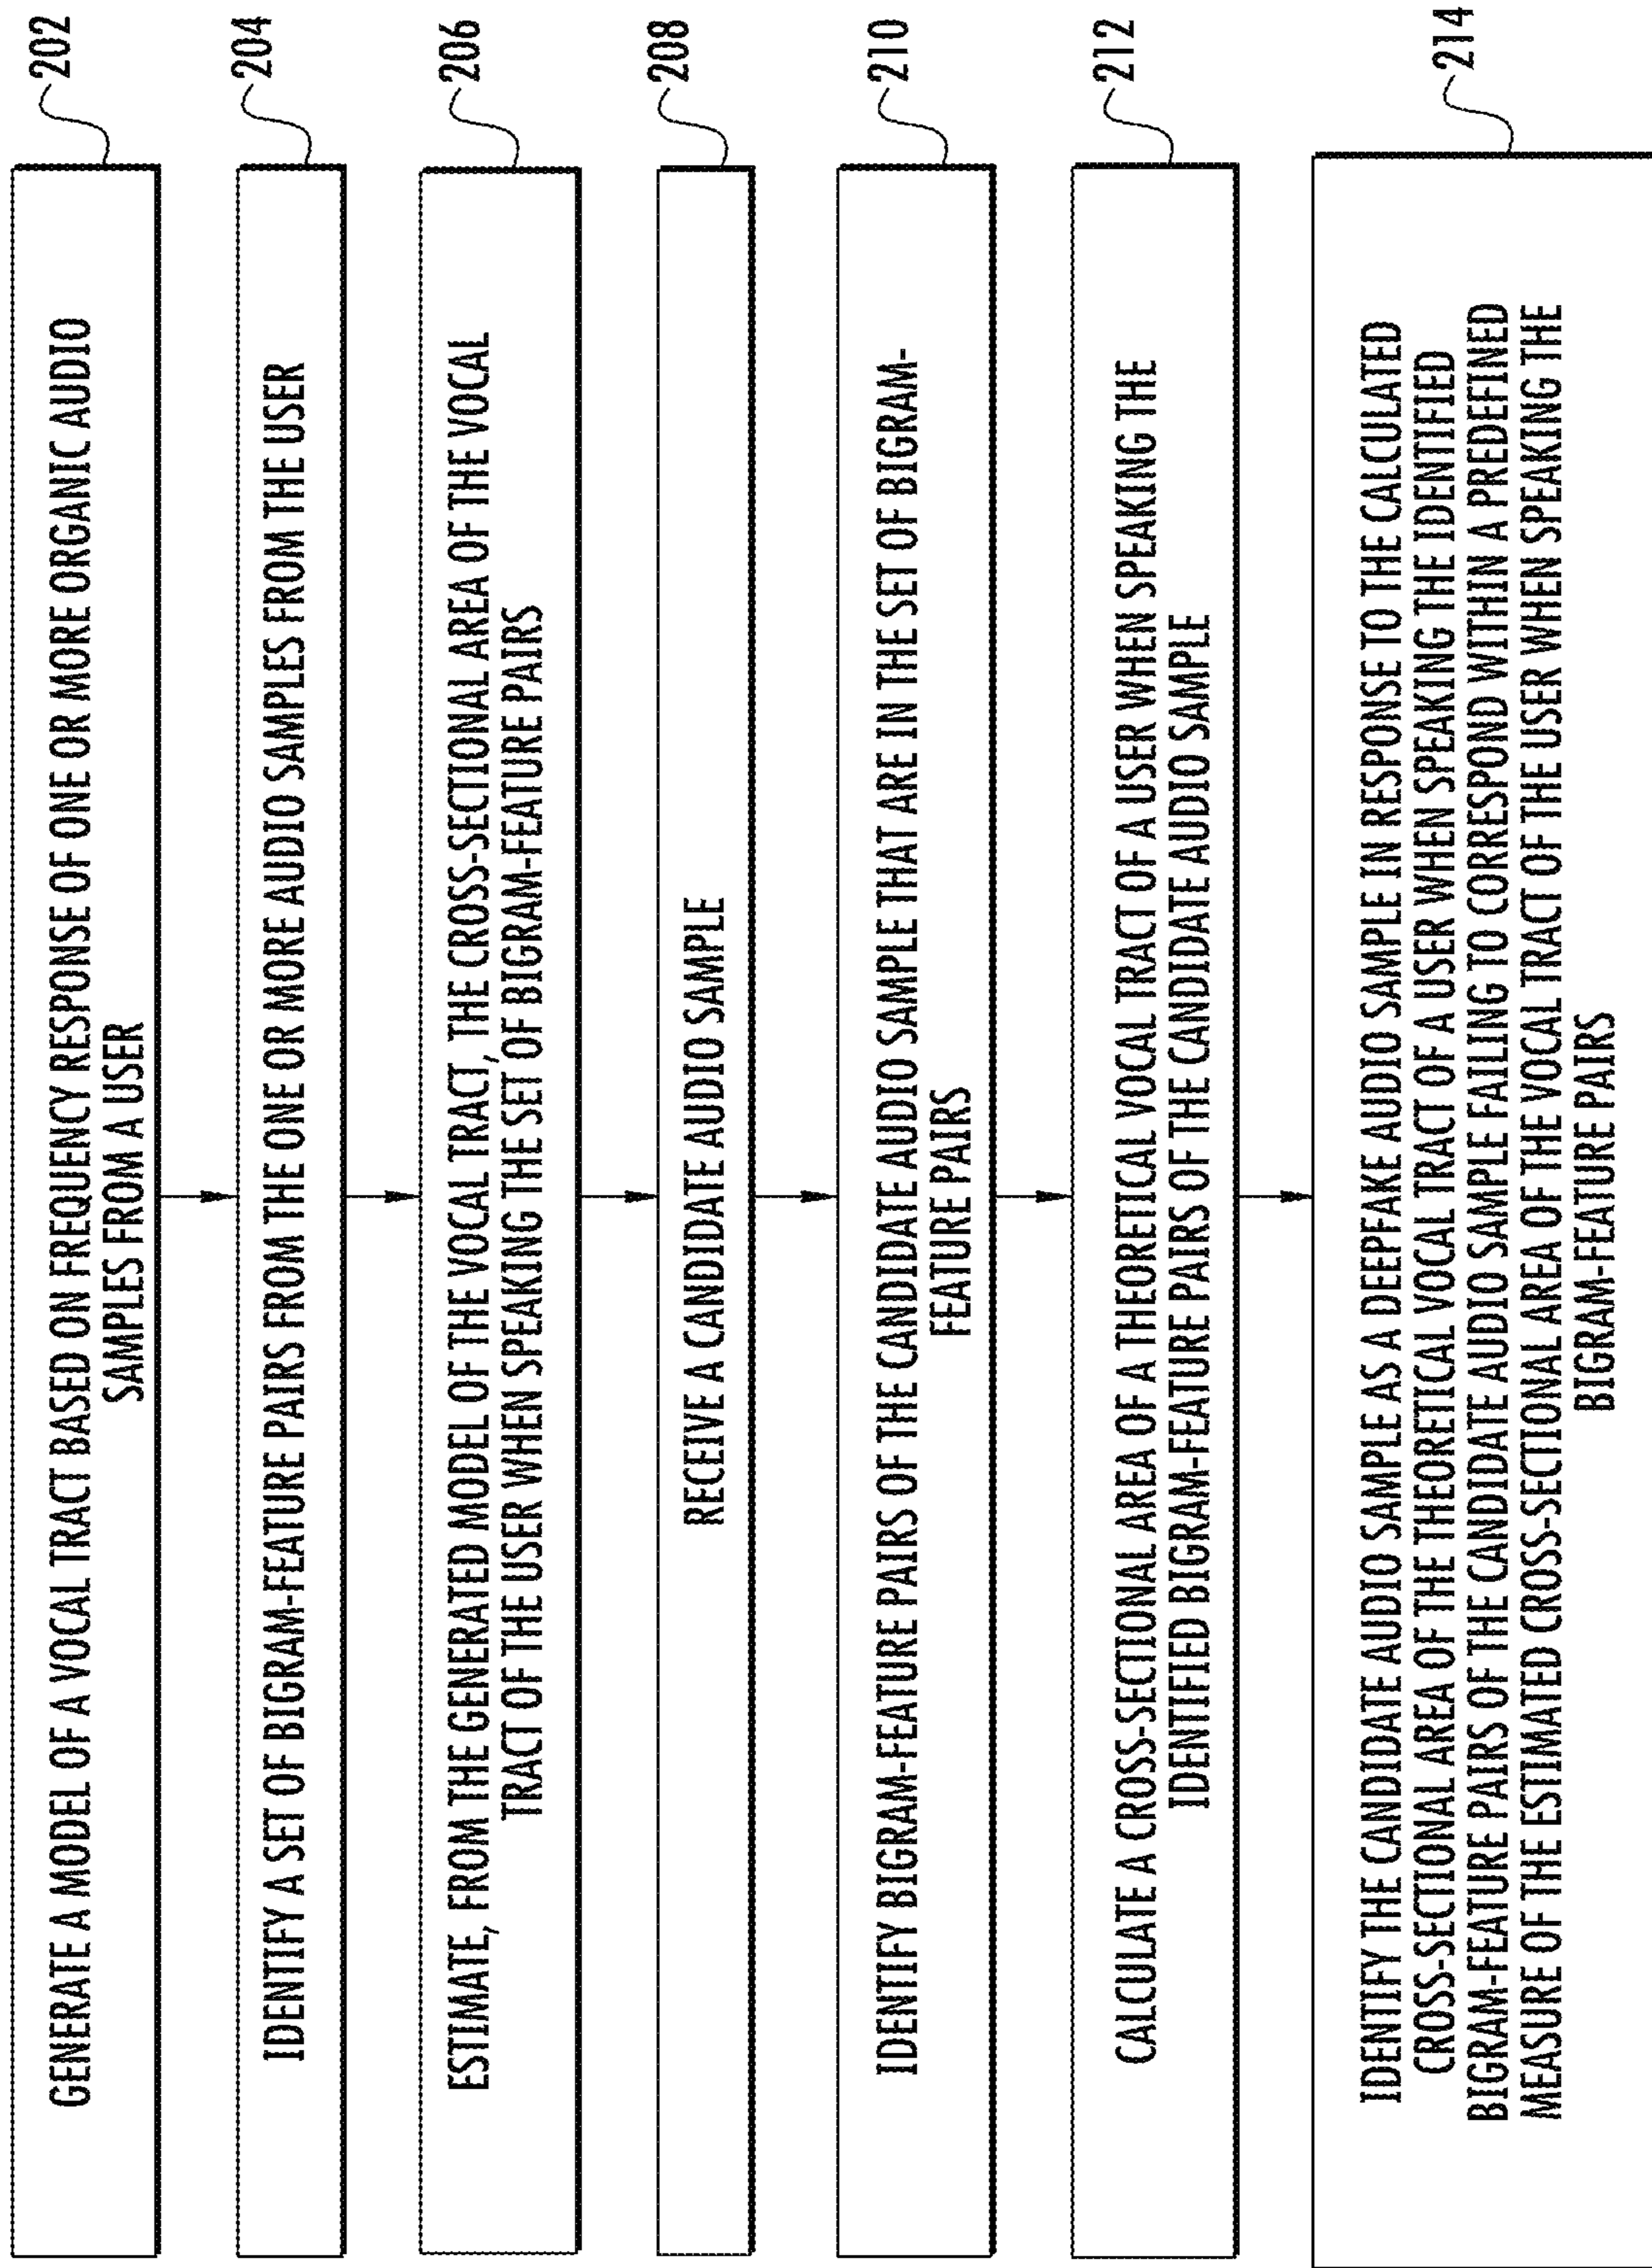 GENERATE A MODEL OF A VOCAL TRACT BASED ON FREQUENCY RESPONSE OF ONE OR MORE ORGANIC AUDIO
SAMPLES FROM A USER
202
IDENTIFY A SET OF BIGRAM-FEATURE PAIRS FROM THE ONE OR MORE AUDIO SAMPLES FROM THE USER
204
ESTIMATE, FROM THE GENERATED MODEL OF THE VOCAL TRACT, THE CROSS-SECTIONAL AREA OF THE VOCAL
TRACT OF THE USER WHEN SPEAKING THE SET OF BIGRAM-FEATURE PAIRS
206
RECEIVE A CANDIDATE AUDIO SAMPLE
208
IDENTIFY BIGRAM-FEATURE PAIRS OF THE CANDIDATE AUDIO SAMPLE THAT ARE IN THE SET OF BIGRAM-
FEATURE PAIRS
210
CALCULATE A CROSS-SECTIONAL AREA OF A THEORETICAL VOCAL TRACT OF A USER WHEN SPEAKING THE
IDENTIFIED BIGRAM-FEATURE PAIRS OF THE CANDIDATE AUDIO SAMPLE
212
IDENTIFY THE CANDIDATE AUDIO SAMPLE AS A DEEPFAKE AUDIO SAMPLE IN RESPONSE TO THE CALCULATED
CROSS-SECTIONAL AREA OF THE THEORETICAL VOCAL TRACT OF A USER WHEN SPEAKING THE IDENTIFIED
BIGRAM-FEATURE PAIRS OF THE CANDIDATE AUDIO SAMPLE FAILING TO CORRESPOND WITHIN A PREDEFINED
MEASURE OF THE ESTIMATED CROSS-SECTIONAL AREA OF THE VOCAL TRACT OF THE USER WHEN SPEAKING THE
BIGRAM-FEATURE PAIRS
214